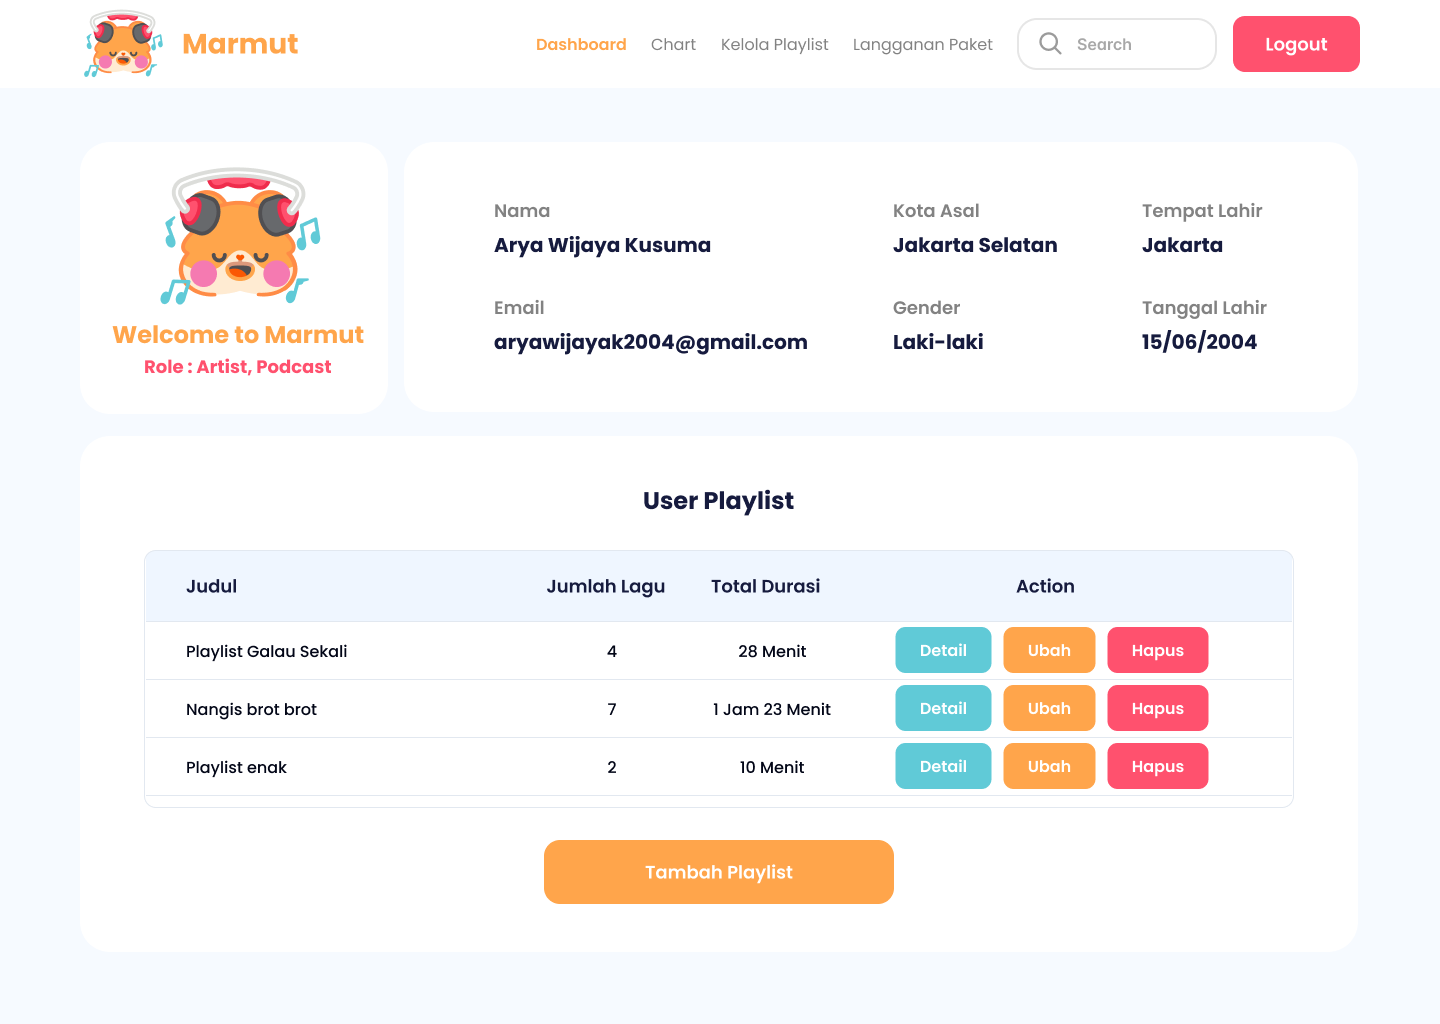 Marmut
Dashboard Chart Kelola Playlist Langganan Paket Search Logout
Welcome to Marmut
Role : Artist, Podcast
Nama Kota Asal Tempat Lahir
Arya Wijaya Kusuma Jakarta Selatan Jakarta
Email Gender Tanggal Lahir
aryawijayak2004@gmail.com Laki-laki 15/06/2004
User Playlist
Judul Jumlah Lagu Total Durasi Action
Playlist Galau Sekali 4 28 Menit Detail Ubah Hapus
Nangis brot brot 7 1 Jam 23 Menit Detail Ubah Hapus
Playlist enak 2 10 Menit Detail Ubah Hapus
Tambah Playlist